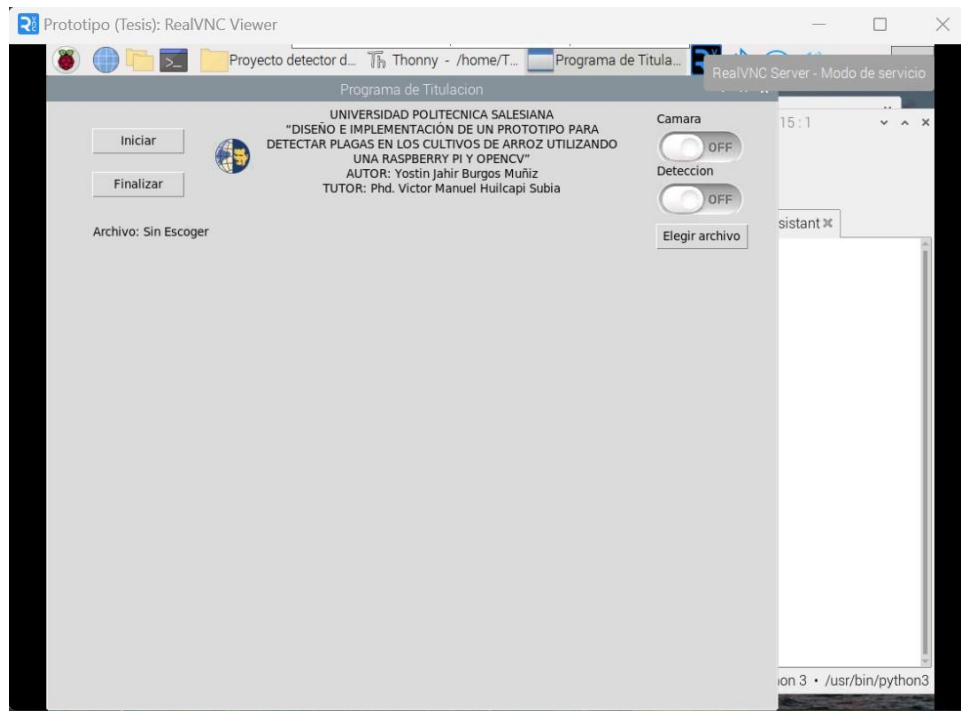 Prototipo (Tesis): RealVNC Viewer
Proyecto detector d...
Thonny - /home/T...
Programa de Titula...
RealVNC Server - Modo de servicio
Programa de Titulacion
Iniciar
Finalizar
Archivo: Sin Escoger
UNIVERSIDAD POLITECNICA SALESIANA
"DISEÑO E IMPLEMENTACIÓN DE UN PROTOTIPO PARA
DETECTAR PLAGAS EN LOS CULTIVOS DE ARROZ UTILIZANDO
UNA RASPBERRY PI Y OPENCV"
AUTOR: Yostin Jahir Burgos Muñiz
TUTOR: Phd. Victor Manuel Huilcapi Subia
Camara
OFF
Deteccion
OFF
Elegir archivo
15 : 1
sistant
on 3 • /usr/bin/python3